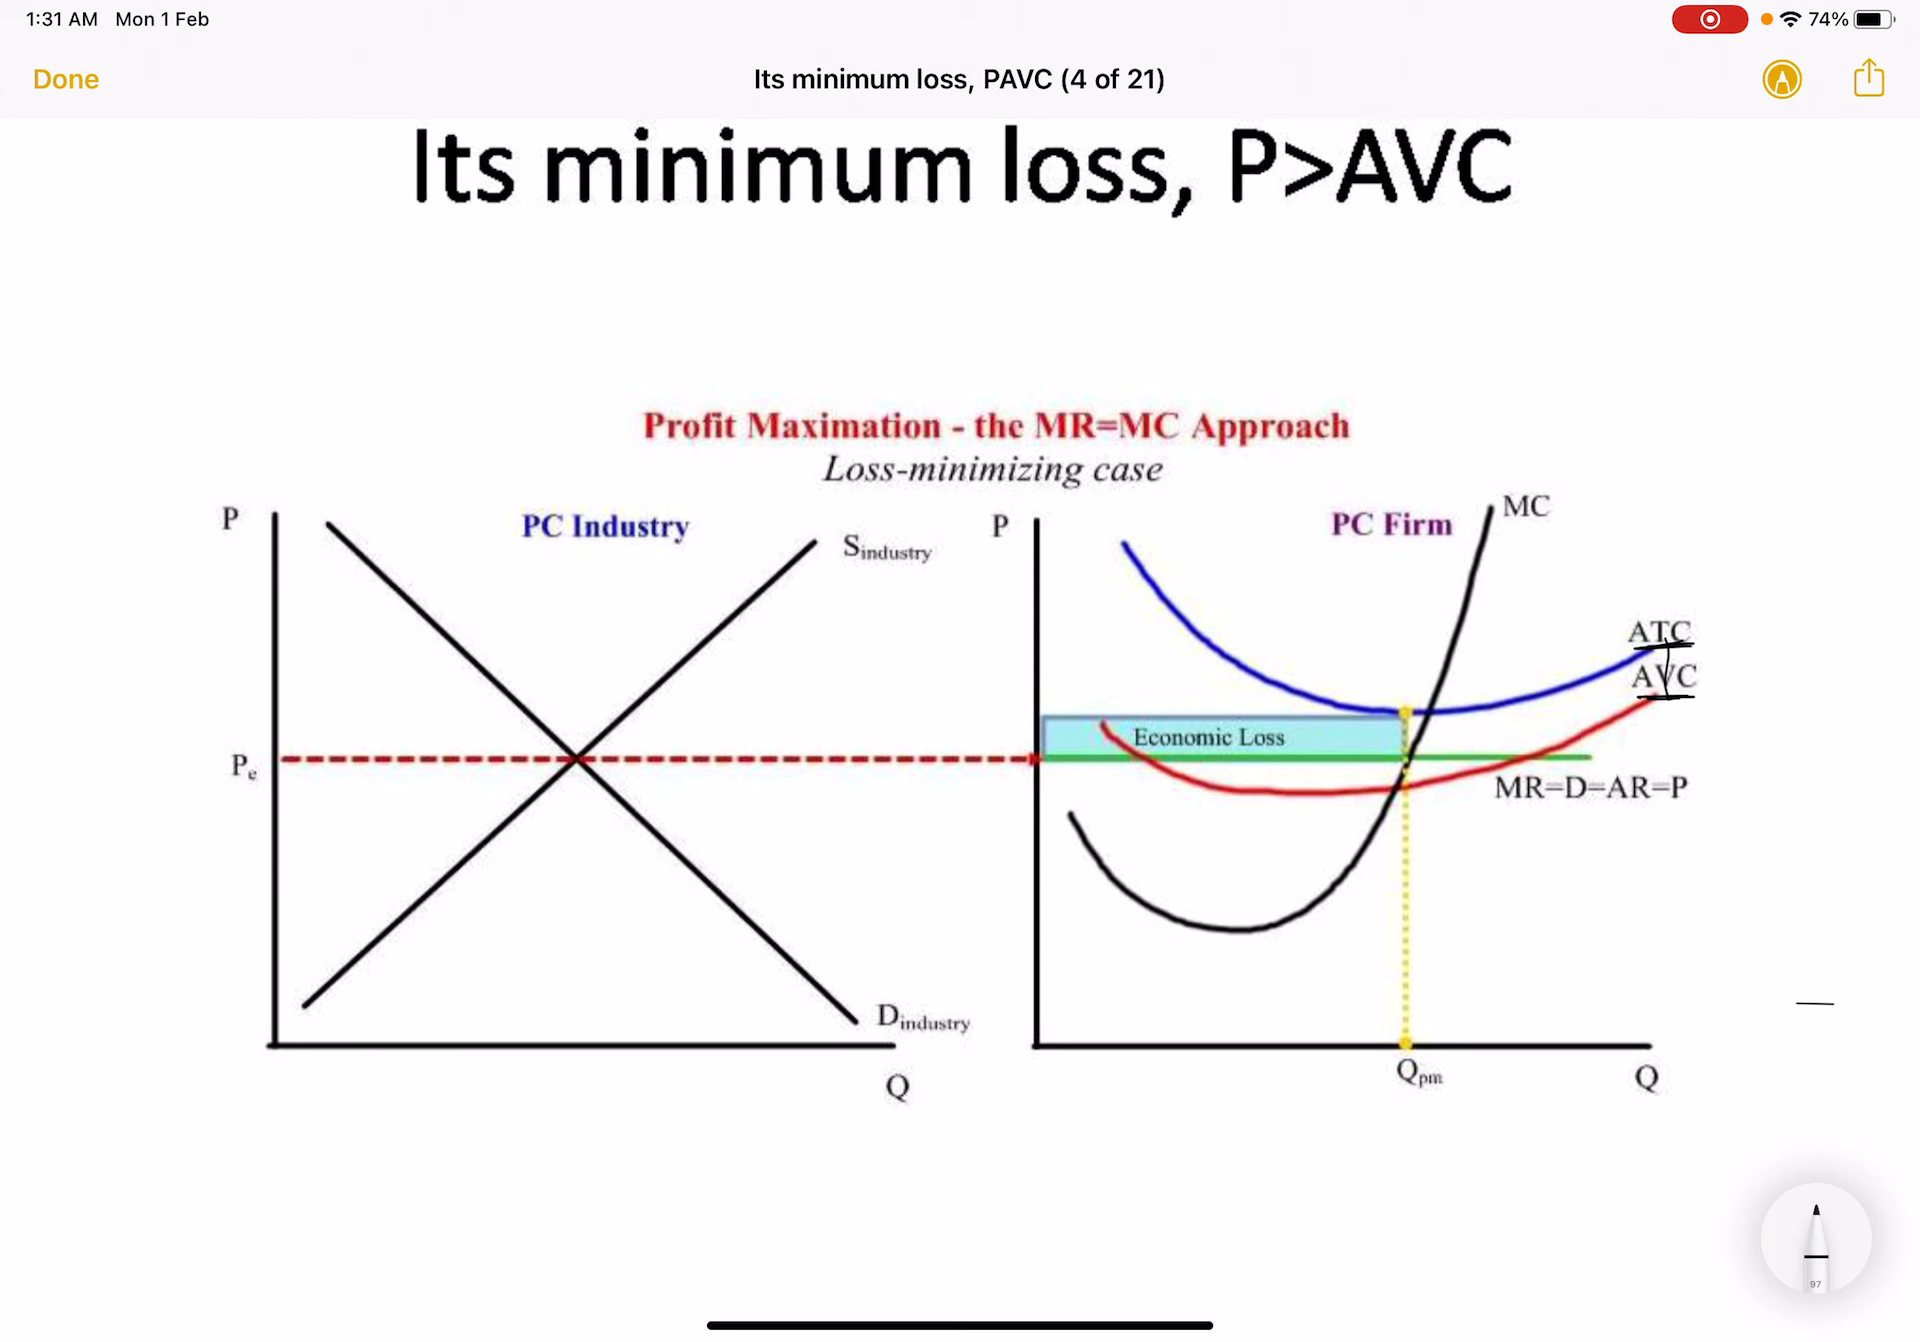 1:31 AM Mon 1 Feb
74%
Done
Its minimum loss, PAVC (4 of 21)
Its minimum loss, P>AVC
Profit Maximation - the MR=MC Approach
Loss-minimizing case
P
PC Industry
Sindustry
P
PC Firm
MC
ATC
AVC
Economic Loss
Pe
MR=D=AR=P
Dindustry
Q
Qpm
Q
97